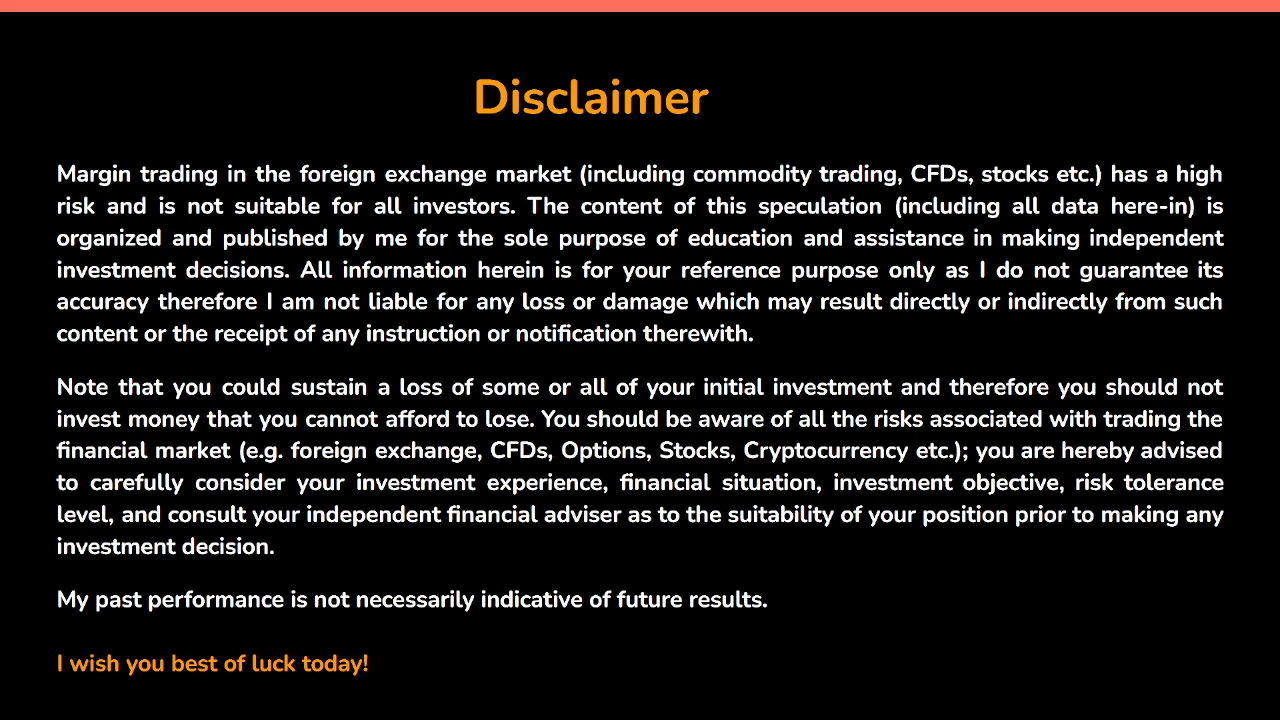 Disclaimer
Margin trading in the foreign exchange market (including commodity trading, CFDs, stocks etc.) has a high
risk and is not suitable for all investors. The content of this speculation (including all data here-in) is
organized and published by me for the sole purpose of education and assistance in making independent
investment decisions. All information herein is for your reference purpose only as I do not guarantee its
accuracy therefore I am not liable for any loss or damage which may result directly or indirectly from such
content or the receipt of any instruction or notification therewith.
Note that you could sustain a loss of some or all of your initial investment and therefore you should not
invest money that you cannot afford to lose. You should be aware of all the risks associated with trading the
financial market (e.g. foreign exchange, CFDs, Options, Stocks, Cryptocurrency etc.); you are hereby advised
to carefully consider your investment experience, financial situation, investment objective, risk tolerance
level, and consult your independent financial adviser as to the suitability of your position prior to making any
investment decision.
My past performance is not necessarily indicative of future results.
I wish you best of luck today!